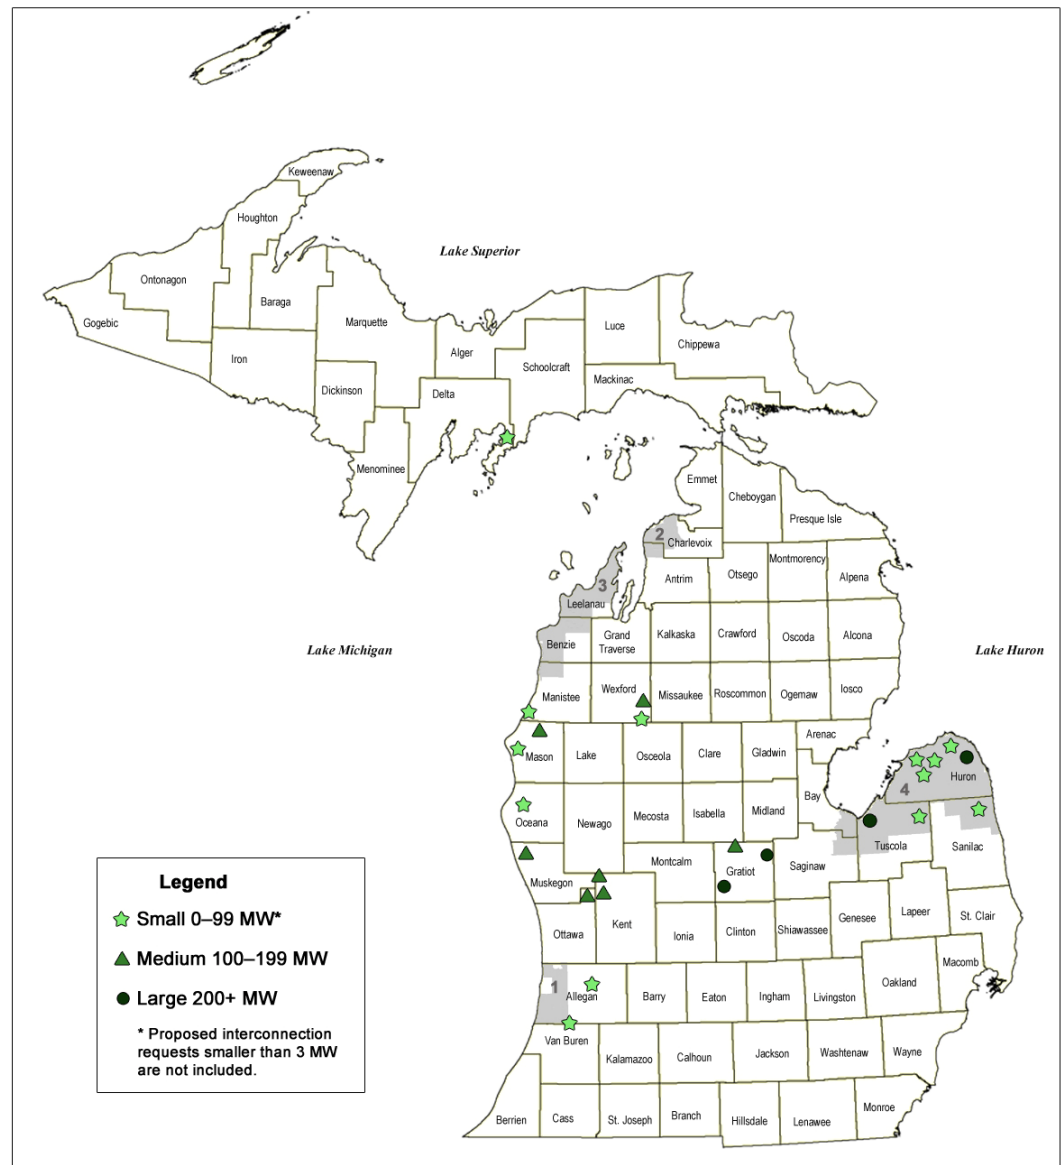 Keweenaw
Houghton
Lake Superior
Ontonagon
Baraga
Gogebic
Marquette
Luce
Chippewa
Iron
Alger
Schoolcraft
Dickinson
Mackinac
Delta
Menominee
Emmet
Cheboygan
Presque Isle
2
Charlevoix
Montmorency
Antrim
Otsego
Alpena
3
Leelanau
Benzie
Grand
Traverse
Kalkaska
Crawford
Oscoda
Alcona
Lake Michigan
Lake Huron
Manistee
Wexford
Missaukee
Roscommon
Ogemaw
Iosco
Mason
Lake
Osceola
Clare
Gladwin
Arenac
Huron
4
Bay
Oceana
Newago
Mecosta
Isabella
Midland
Tuscola
Sanilac
Muskegon
Montcalm
Gratiot
Saginaw
Ottawa
Kent
Ionia
Clinton
Shiawassee
Genesee
Lapeer
St. Clair
Macomb
1
Allegan
Barry
Eaton
Ingham
Livingston
Oakland
Van Buren
Kalamazoo
Calhoun
Jackson
Washtenaw
Wayne
Berrien
Cass
St. Joseph
Branch
Hillsdale
Lenawee
Monroe
Legend
Small 0–99 MW*
Medium 100–199 MW
Large 200+ MW
* Proposed interconnection
requests smaller than 3 MW
are not included.